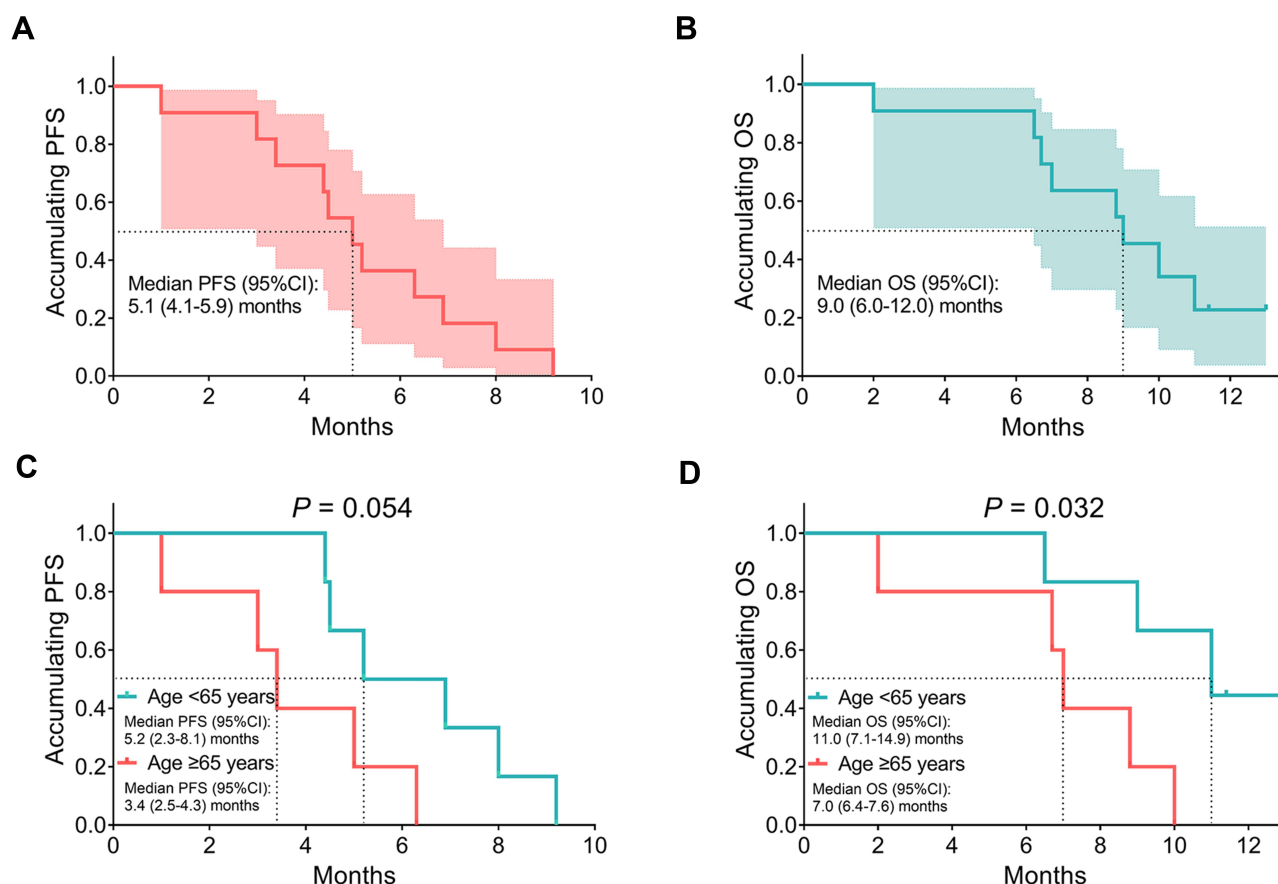 A
Accumulating PFS
1.0
0.8
0.6
0.4
0.2
0.0
Median PFS (95%CI):
5.1 (4.1-5.9) months
0 2 4 6 8 10
Months
B
Accumulating OS
1.0
0.8
0.6
0.4
0.2
0.0
Median OS (95%CI):
9.0 (6.0-12.0) months
0 2 4 6 8 10 12
Months
C
P = 0.054
Accumulating PFS
1.0
0.8
0.6
0.4
0.2
0.0
Age <65 years
Median PFS (95%CI):
5.2 (2.3-8.1) months
Age ≥65 years
Median PFS (95%CI):
3.4 (2.5-4.3) months
0 2 4 6 8 10
Months
D
P = 0.032
Accumulating OS
1.0
0.8
0.6
0.4
0.2
0.0
Age <65 years
Median OS (95%CI):
11.0 (7.1-14.9) months
Age ≥65 years
Median OS (95%CI):
7.0 (6.4-7.6) months
0 2 4 6 8 10 12
Months